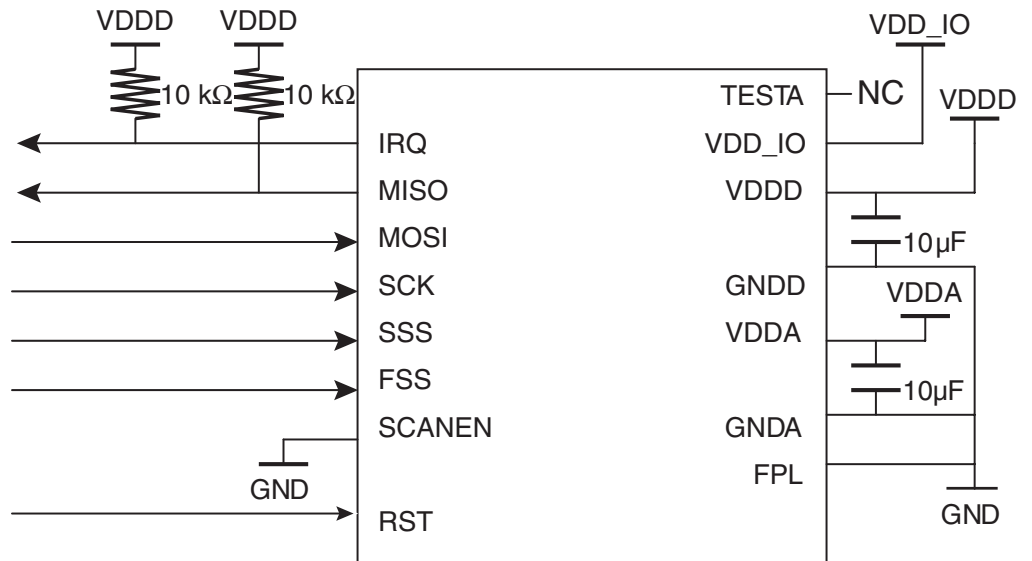 VDDD
VDDD
VDD_IO
10 kΩ
10 kΩ
TESTA
NC
VDDD
IRQ
VDD_IO
MISO
VDDD
MOSI
10µF
SCK
GNDD
VDDA
SSS
VDDA
FSS
10µF
SCANEN
GNDA
GND
FPL
GND
RST